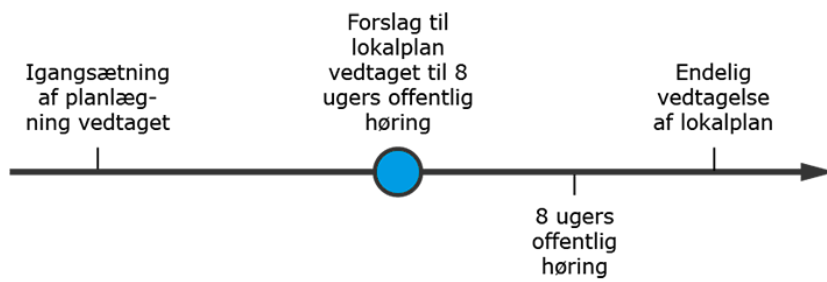 Igangsætning
af planlæg-
ning vedtaget
Forslag til
lokalplan
vedtaget til 8
ugers offentlig
høring
8 ugers
offentlig
høring
Endelig
vedtagelse
af lokalplan